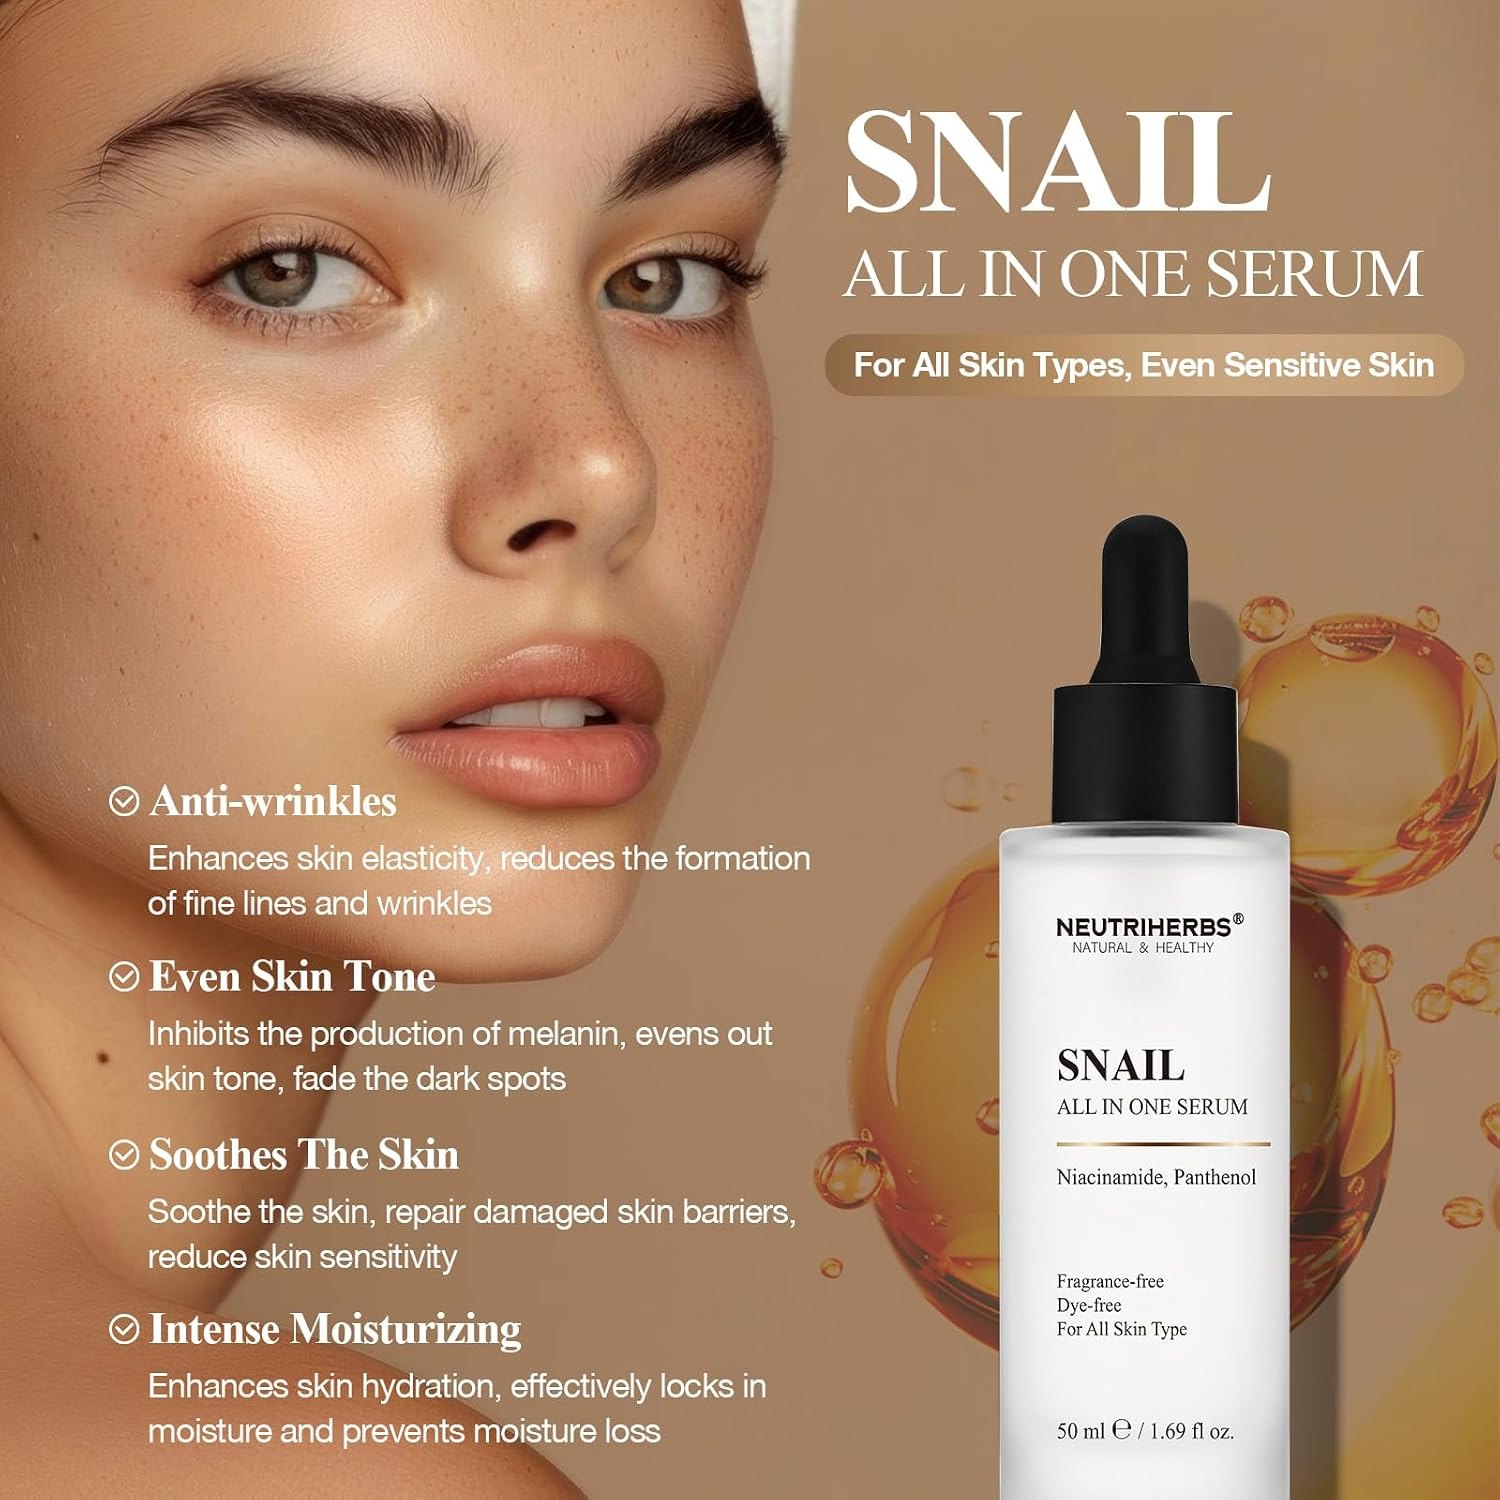 SNAIL
ALL IN ONE SERUM
For All Skin Types, Even Sensitive Skin
Anti-wrinkles
Enhances skin elasticity, reduces the formation
of fine lines and wrinkles
Even Skin Tone
Inhibits the production of melanin, evens out
skin tone, fade the dark spots
Soothes The Skin
Soothe the skin, repair damaged skin barriers,
reduce skin sensitivity
Intense Moisturizing
Enhances skin hydration, effectively locks in
moisture and prevents moisture loss
NEUTRIHERBS®
NATURAL & HEALTHY
SNAIL
ALL IN ONE SERUM
Niacinamide, Panthenol
Fragrance-free
Dye-free
For All Skin Type
50 ml ℮ / 1.69 fl oz.